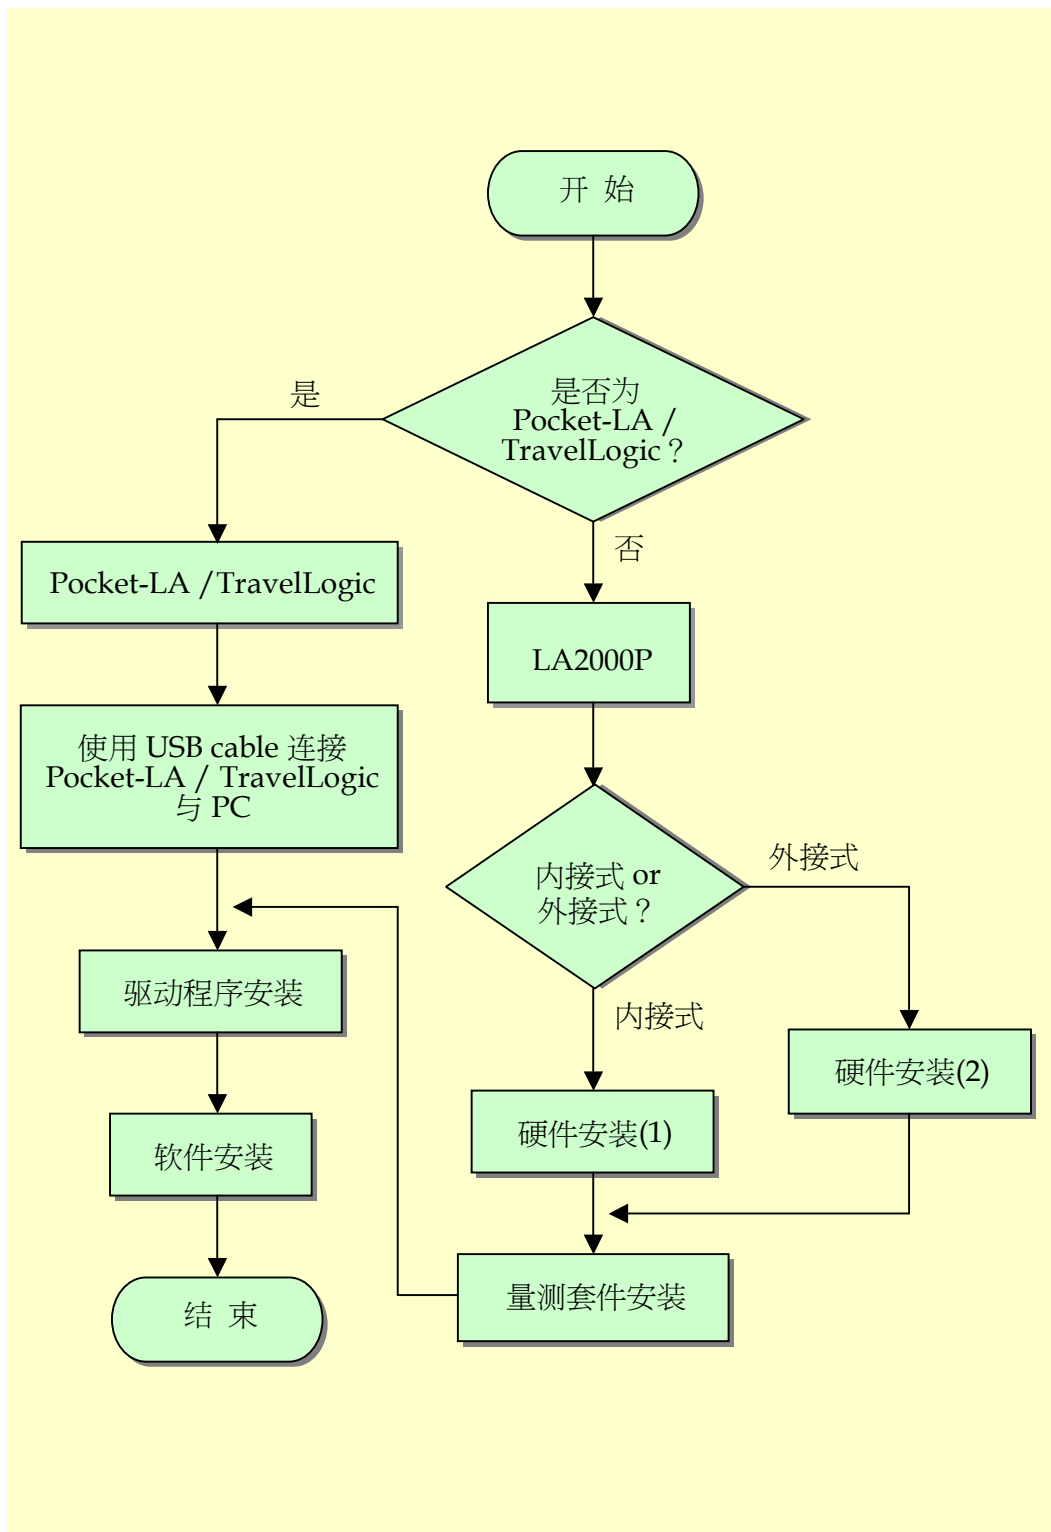 开 始
是否为
Pocket-LA /
TravelLogic？
是
否
Pocket-LA /TravelLogic
LA2000P
使用 USB cable 连接
Pocket-LA / TravelLogic
与 PC
内接式 or
外接式？
外接式
内接式
驱动程序安装
硬件安装(2)
硬件安装(1)
软件安装
量测套件安装
结 束